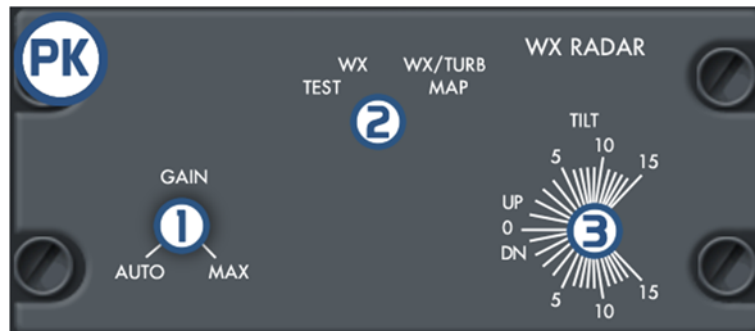 PK
WX RADAR
WX WX/TURB
TEST MAP
2
TILT
10
5 15
GAIN
UP
1
0 3
DN
AUTO MAX
5 15
10